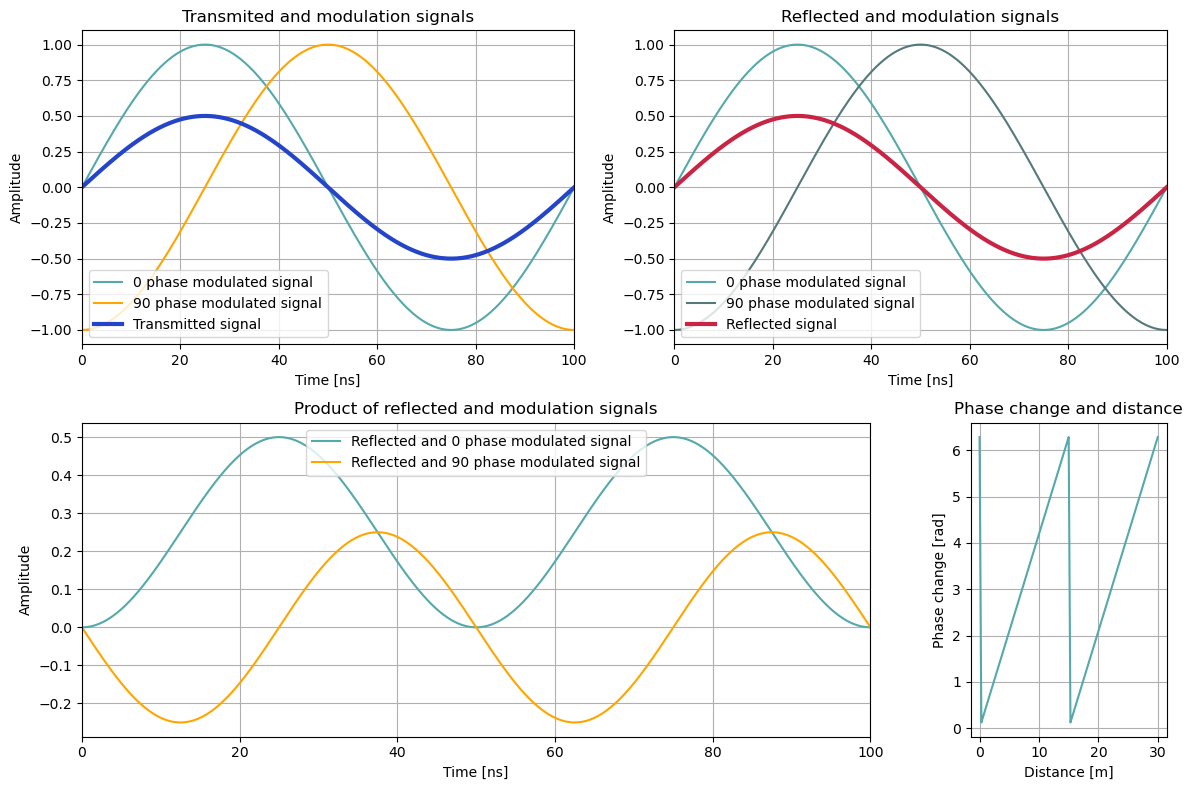 Transmited and modulation signals
Amplitude
1.00
0.75
0.50
0.25
0.00
−0.25
−0.50
−0.75
−1.00
0 phase modulated signal
90 phase modulated signal
Transmitted signal
0 20 40 60 80 100
Time [ns]
Reflected and modulation signals
Amplitude
1.00
0.75
0.50
0.25
0.00
−0.25
−0.50
−0.75
−1.00
0 phase modulated signal
90 phase modulated signal
Reflected signal
0 20 40 60 80 100
Time [ns]
Product of reflected and modulation signals
Amplitude
0.5
0.4
0.3
0.2
0.1
0.0
−0.1
−0.2
Reflected and 0 phase modulated signal
Reflected and 90 phase modulated signal
0 20 40 60 80 100
Time [ns]
Phase change and distance
Phase change [rad]
6
5
4
3
2
1
0
0 10 20 30
Distance [m]